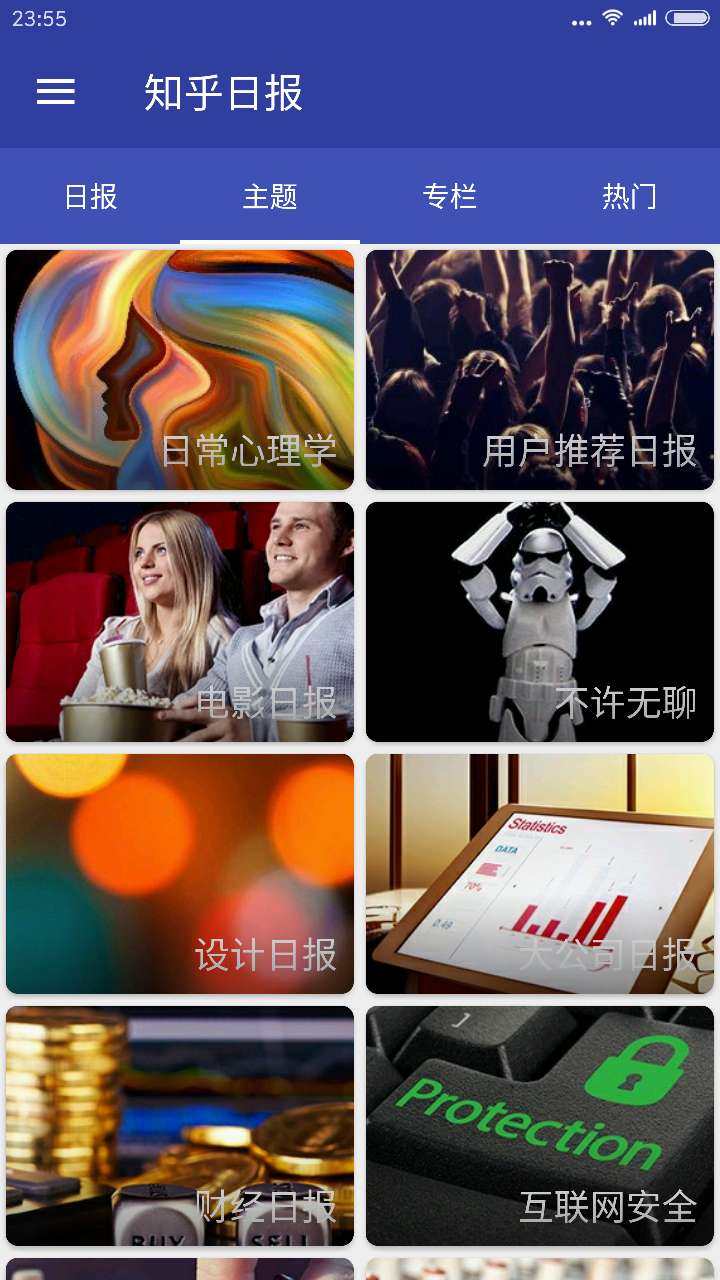 23:55
知乎日报
日报 主题 专栏 热门
日常心理学
用户推荐日报
电影日报
不许无聊
Statistics
DATA
70%
0.49
设计日报
大公司日报
BUY
SELL
财经日报
Protection
互联网安全